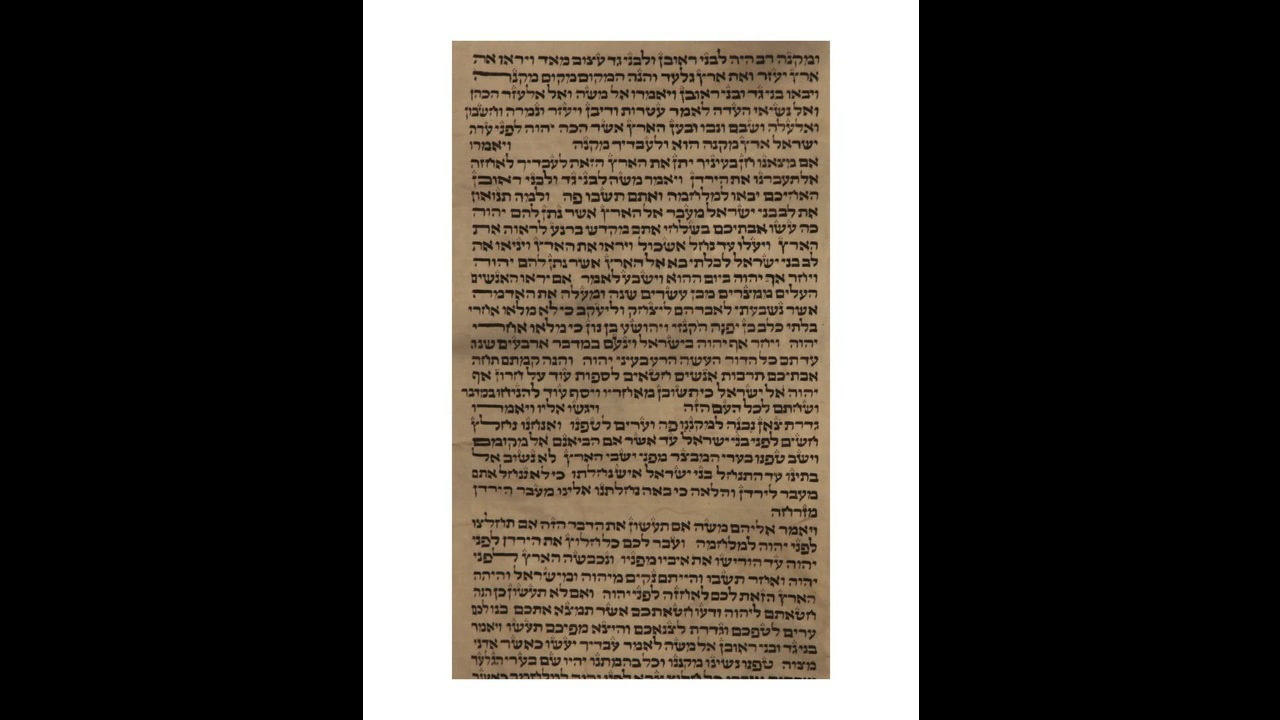 ומקנה רב היה לבני ראובן ולבני גד עצום מאד ויראו את
ארץ יעזר ואת ארץ גלעד והנה המקום מקום מקנה
ויבאו בני גד ובני ראובן ויאמרו אל משה ואל אלעזר הכהן
ואל נשיאי העדה לאמר עטרות ודיבן ויעזר ונמרה וחשבון
ואלעלה ושבם ונבו ובען הארץ אשר הכה יהוה לפני עדת
ישראל ארץ מקנה הוא ולעבדיך מקנה ויאמרו
אם מצאנו חן בעיניך יתן את הארץ הזאת לעבדיך לאחזה
אל תעברנו את הירדן ויאמר משה לבני גד ולבני ראובן
האחיכם יבאו למלחמה ואתם תשבו פה ולמה תנואון
את לב בני ישראל מעבר אל הארץ אשר נתן להם יהוה
כה עשו אבתיכם בשלחי אתם מקדש ברנע לראות את
הארץ ויעלו עד נחל אשכול ויראו את הארץ ויניאו את
לב בני ישראל לבלתי בא אל הארץ אשר נתן להם יהוה
ויחר אף יהוה ביום ההוא וישבע לאמר אם יראו האנשים
העלים ממצרים מבן עשרים שנה ומעלה את האדמה
אשר נשבעתי לאברהם ליצחק וליעקב כי לא מלאו אחרי
בלתי כלב בן יפנה הקנזי ויהושע בן נון כי מלאו אחרי
יהוה ויחר אף יהוה בישראל וינעם במדבר ארבעים שנה
עד תם כל הדור העשה הרע בעיני יהוה והנה קמתם תחת
אבתיכם תרבות אנשים חטאים לספות עוד על חרון אף
יהוה אל ישראל כי תשובן מאחריו ויסף עוד להניחו במדבר
ושחתם לכל העם הזה ויגשו אליו ויאמרו
גדרת צאן נבנה למקננו פה וערים לטפנו ואנחנו נחלץ
חשים לפני בני ישראל עד אשר אם הביאנם אל מקומם
וישב טפנו בערי המבצר מפני ישבי הארץ לא נשוב אל
בתינו עד התנחל בני ישראל איש נחלתו כי לא ננחל אתם
מעבר לירדן והלאה כי באה נחלתנו אלינו מעבר הירדן
מזרחה
ויאמר אליהם משה אם תעשון את הדבר הזה אם תחלצו
לפני יהוה למלחמה ועבר לכם כל חלוץ את הירדן לפני
יהוה עד הורישו את איביו מפניו ונכבשה הארץ לפני
יהוה ואחר תשבו והייתם נקים מיהוה ומישראל והיתה
הארץ הזאת לכם לאחזה לפני יהוה ואם לא תעשון כן הנה
חטאתם ליהוה ודעו חטאתכם אשר תמצא אתכם בנו לכם
ערים לטפכם וגדרת לצנאכם והיצא מפיכם תעשו ויאמר
בני גד ובני ראובן אל משה לאמר עבדיך יעשו כאשר אדני
מצוה טפנו נשינו מקננו וכל בהמתנו יהיו שם בערי הגלעד